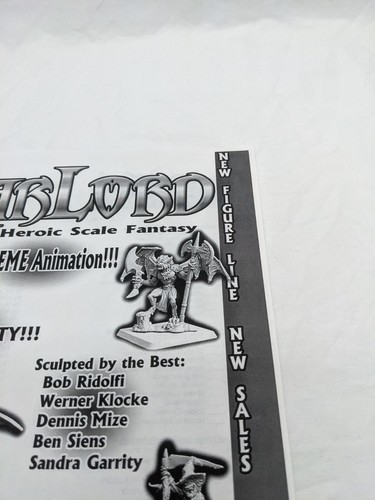 ARLORD
Heroic Scale Fantasy
EME Animation!!!
TY!!!
Sculpted by the Best:
Bob Ridolfi
Werner Klocke
Dennis Mize
Ben Siens
Sandra Garrity
NEW FIGURE LINE NEW SALES